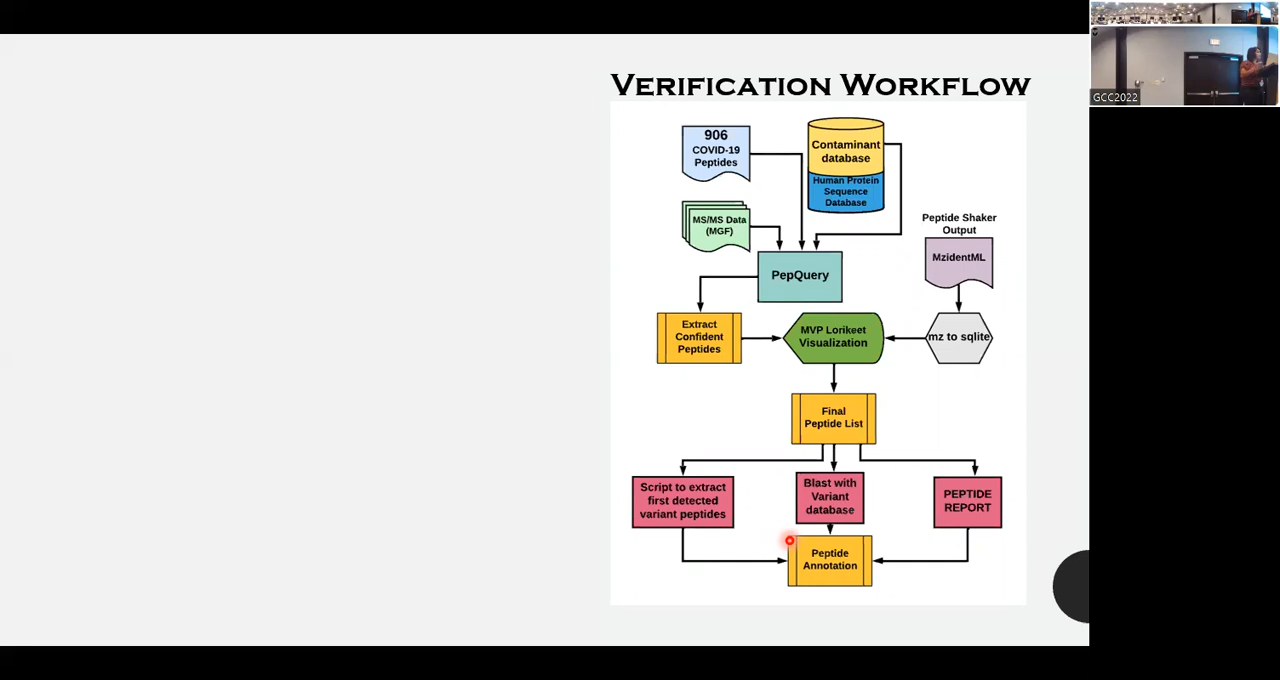 VERIFICATION WORKFLOW
906
COVID-19
Peptides
Contaminant
database
Human Protein
Sequence
Database
MS/MS Data
(MGF)
Peptide Shaker
Output
MzidentML
PepQuery
Extract
Confident
Peptides
MVP Lorikeet
Visualization
mz to sqlite
Final
Peptide List
Script to extract
first detected
variant peptides
Blast with
Variant
database
PEPTIDE
REPORT
Peptide
Annotation
GCC2022